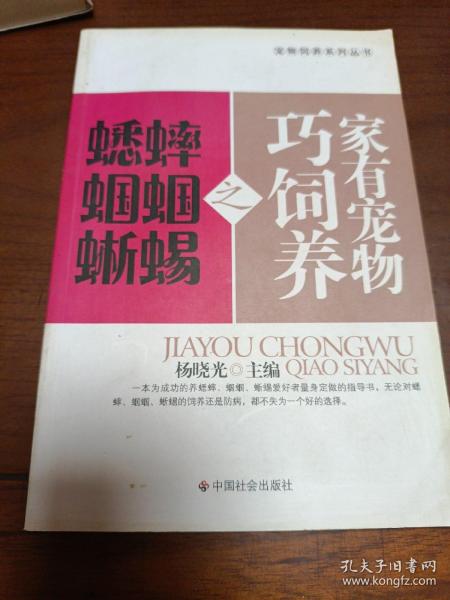 宠物饲养系列丛书
家有宠物
巧饲养
之
蟋蟀
蝈蝈
蜥蜴
JIAYOU CHONGWU
QIAO SIYANG
杨晓光◎主编
一本为成功的养蟋蟀、蝈蝈、蜥蜴爱好者量身定做的指导书，无论对蟋
蟀、蝈蝈、蜥蜴的饲养还是防病，都不失为一个好的选择。
中国社会出版社
孔夫子旧书网
www.kongfz.com